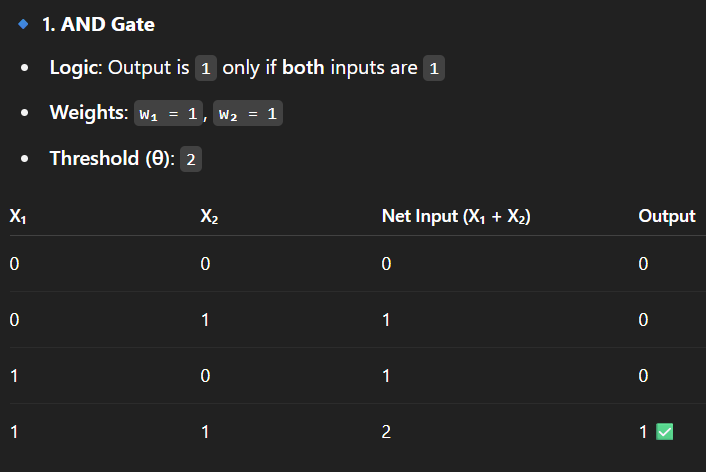 🔹 1. AND Gate
• Logic: Output is 1 only if both inputs are 1
• Weights: w₁ = 1, w₂ = 1
• Threshold (θ): 2
X₁ X₂ Net Input (X₁ + X₂) Output
0 0 0 0
0 1 1 0
1 0 1 0
1 1 2 1 ✅